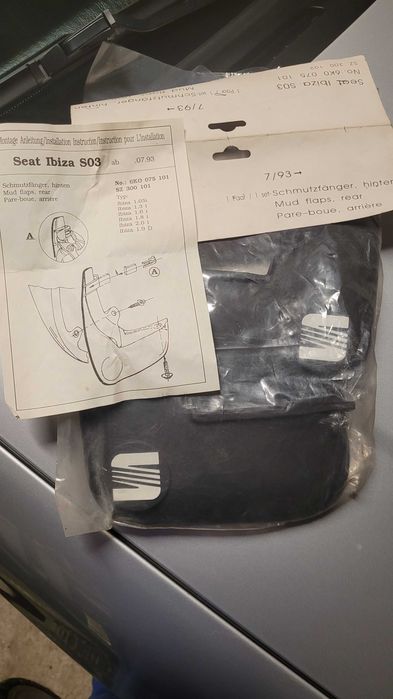 Seat Ibiza S03
No. 6K0 075 101
SZ 300 102
7/93→
7/93→
1 Paar / 1 set - Schmutzfänger, hinten
Mud flaps, rear
Pare-boue, arrière
Montage Anleitung/Installation Instruction/Instruction pour L'Installation
Seat Ibiza S03 ab .07.93
Schmutzfänger, hinten
Mud flaps, rear
Pare-boue, arrière
No.: 6K0 075 101
SZ 300 101
Typ:
Ibiza 1.05i
Ibiza 1.3 i
Ibiza 1.6 i
Ibiza 1.8 i
Ibiza 2.0 i
Ibiza 1.9 D
A
A